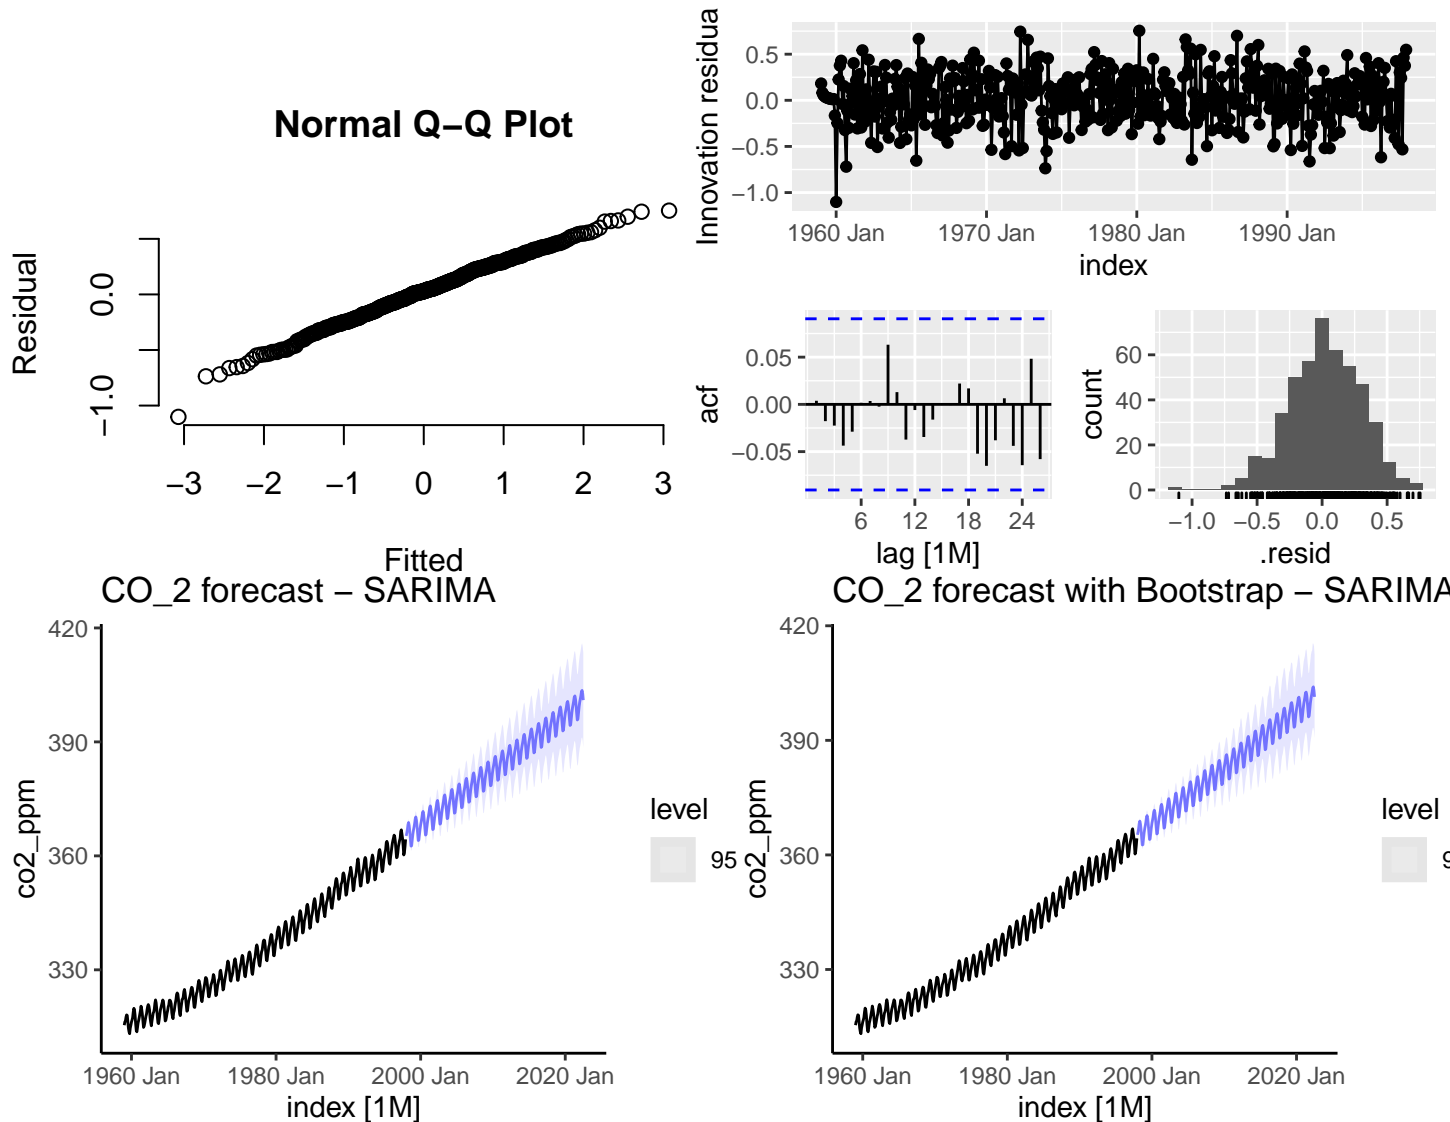 Normal Q−Q Plot
Residual
0.0
−1.0
−3 −2 −1 0 1 2 3
Fitted
Innovation residua
0.5
0.0
−0.5
−1.0
1960 Jan 1970 Jan 1980 Jan 1990 Jan
index
acf
0.05
0.00
−0.05
6 12 18 24
lag [1M]
count
60
40
20
0
−1.0 −0.5 0.0 0.5
.resid
CO_2 forecast − SARIMA
co2_ppm
420
390
360
330
1960 Jan 1980 Jan 2000 Jan 2020 Jan
index [1M]
level
95
CO_2 forecast with Bootstrap − SARIMA
co2_ppm
420
390
360
330
1960 Jan 1980 Jan 2000 Jan 2020 Jan
index [1M]
level
9